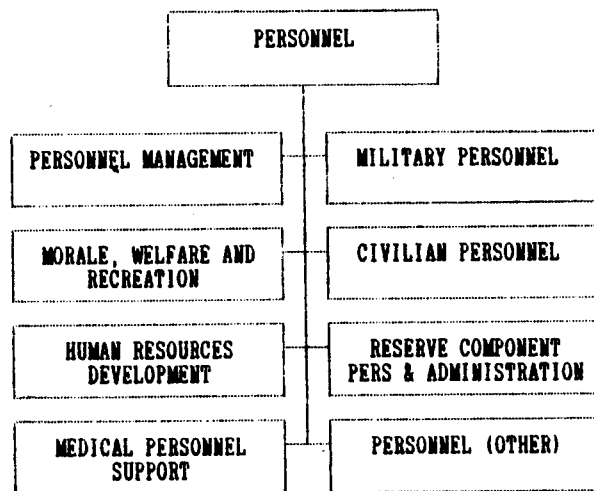 PERSONNEL
PERSONNEL MANAGEMENT
MILITARY PERSONNEL
MORALE, WELFARE AND
RECREATION
CIVILIAN PERSONNEL
HUMAN RESOURCES
DEVELOPMENT
RESERVE COMPONENT
PERS & ADMINISTRATION
MEDICAL PERSONNEL
SUPPORT
PERSONNEL (OTHER)